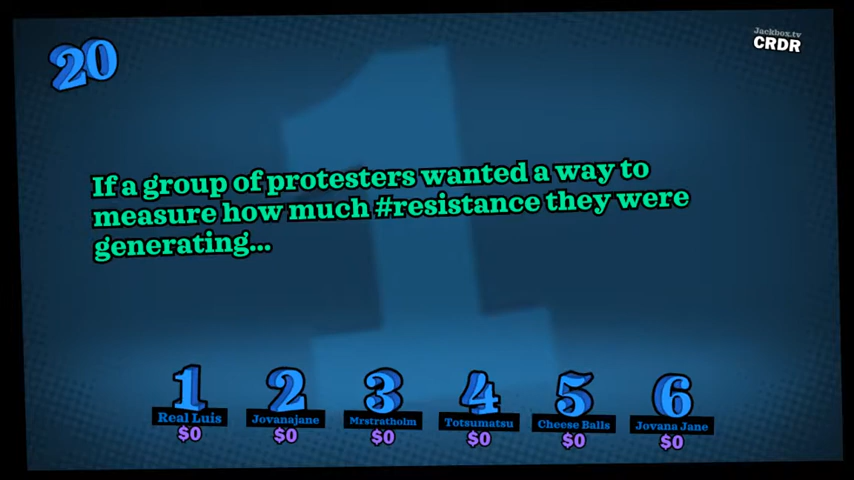 20
Jackbox.tv
CRDR
If a group of protesters wanted a way to
measure how much #resistance they were
generating...
1
1 2 3 4 5 6
Real Luis Jovanajane Mrstratholm Totsumatsu Cheese Balls Jovana Jane
$0 $0 $0 $0 $0 $0